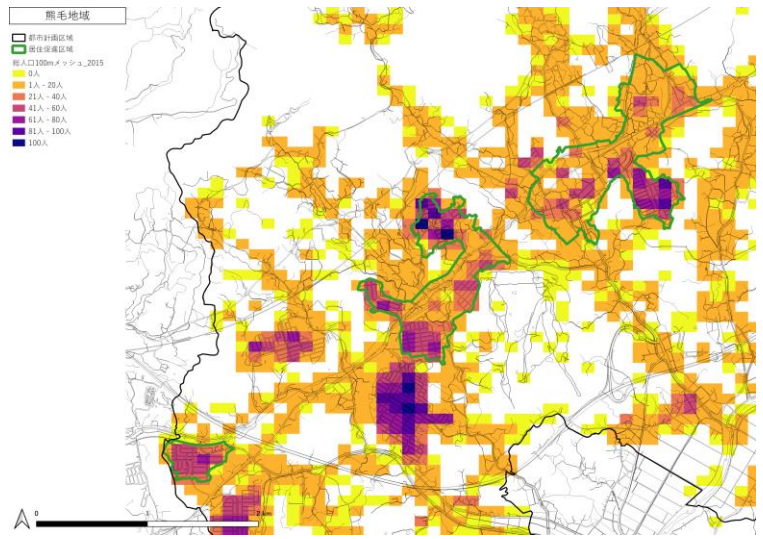 熊毛地域
都市計画区域
居住促進区域
総人口100mメッシュ_2015
0人
1人 - 20人
21人 - 40人
41人 - 60人
61人 - 80人
81人 - 100人
100人
0 1 2 km